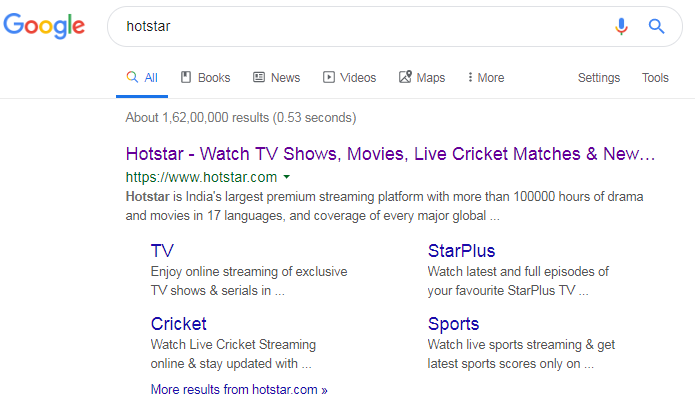 Google hotstar
All Books News Videos Maps More Settings Tools
About 1,62,00,000 results (0.53 seconds)
Hotstar - Watch TV Shows, Movies, Live Cricket Matches & New...
https://www.hotstar.com
Hotstar is India's largest premium streaming platform with more than 100000 hours of drama
and movies in 17 languages, and coverage of every major global ...
TV
Enjoy online streaming of exclusive
TV shows & serials in ...
StarPlus
Watch latest and full episodes of
your favourite StarPlus TV ...
Cricket
Watch Live Cricket Streaming
online & stay updated with ...
Sports
Watch live sports streaming & get
latest sports scores only on ...
More results from hotstar.com »